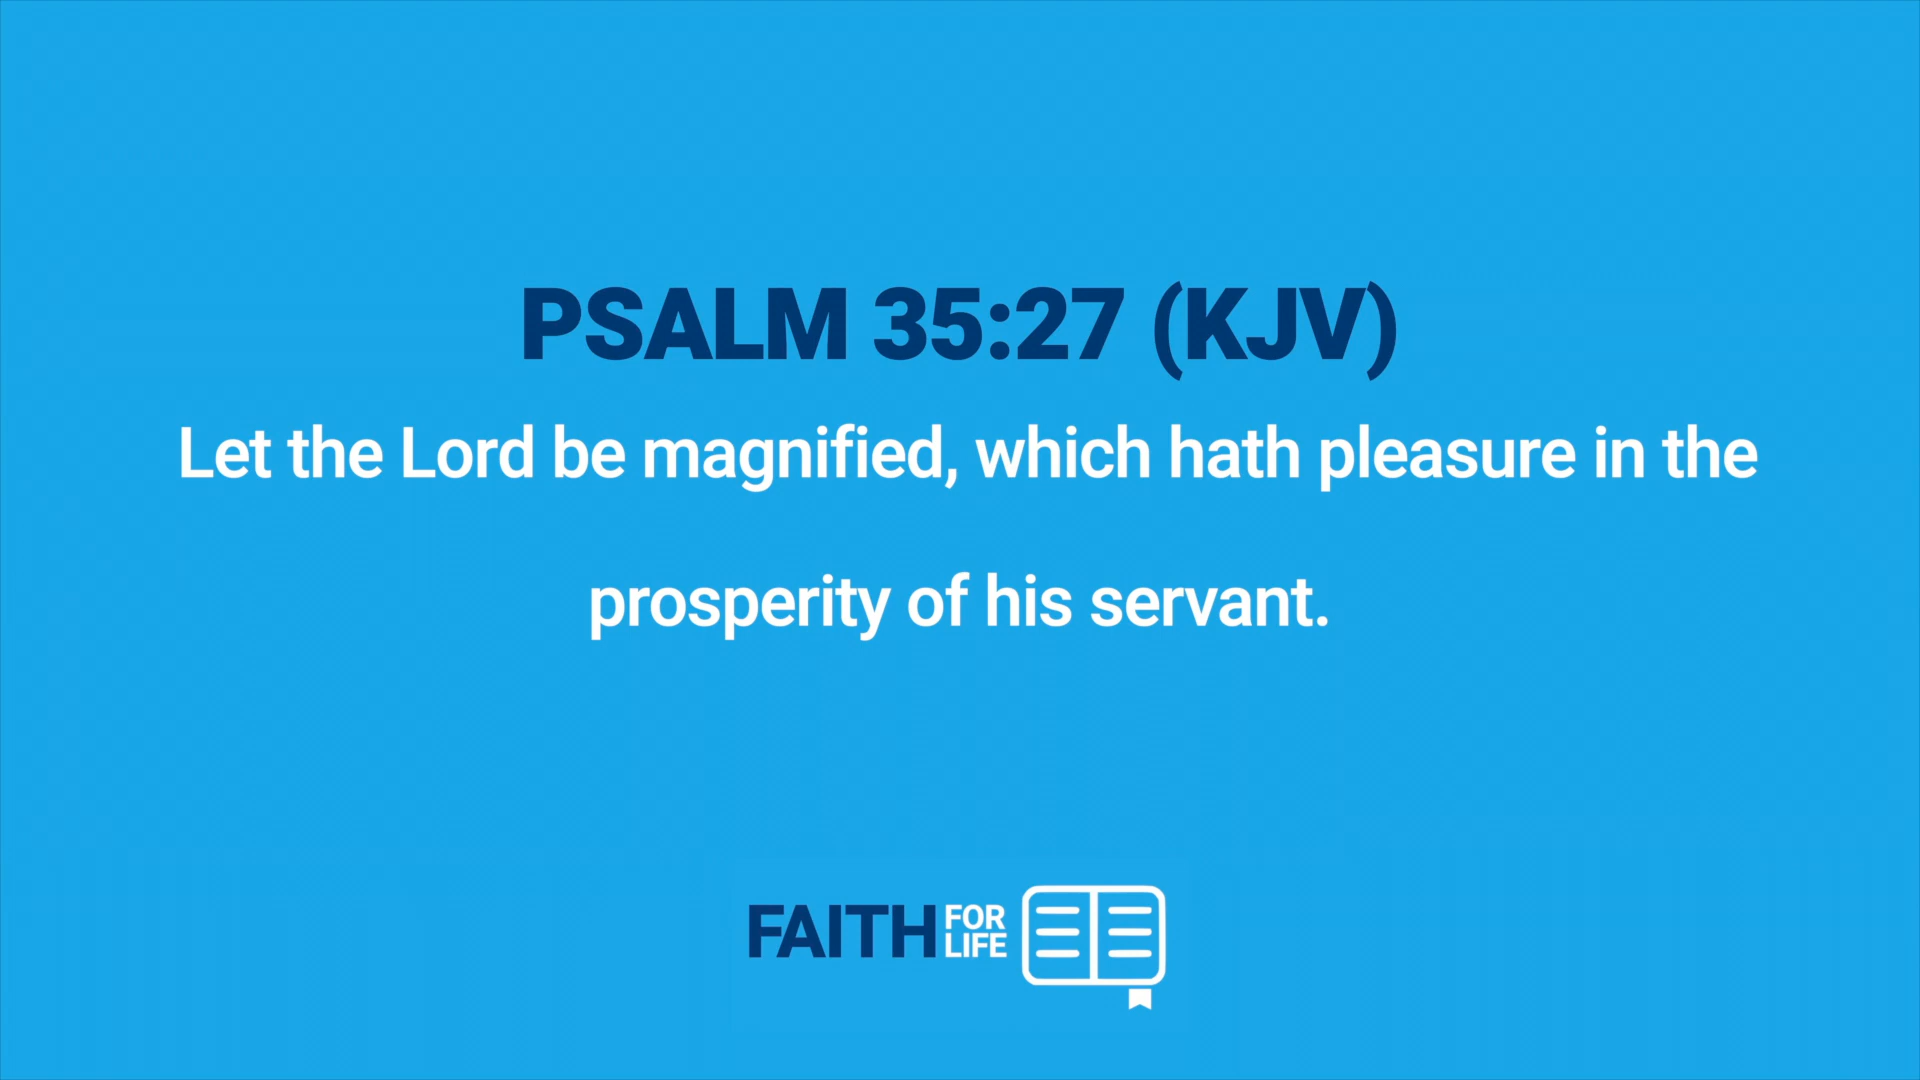 PSALM 35:27 (KJV)
Let the Lord be magnified, which hath pleasure in the
prosperity of his servant.
FAITH FOR LIFE